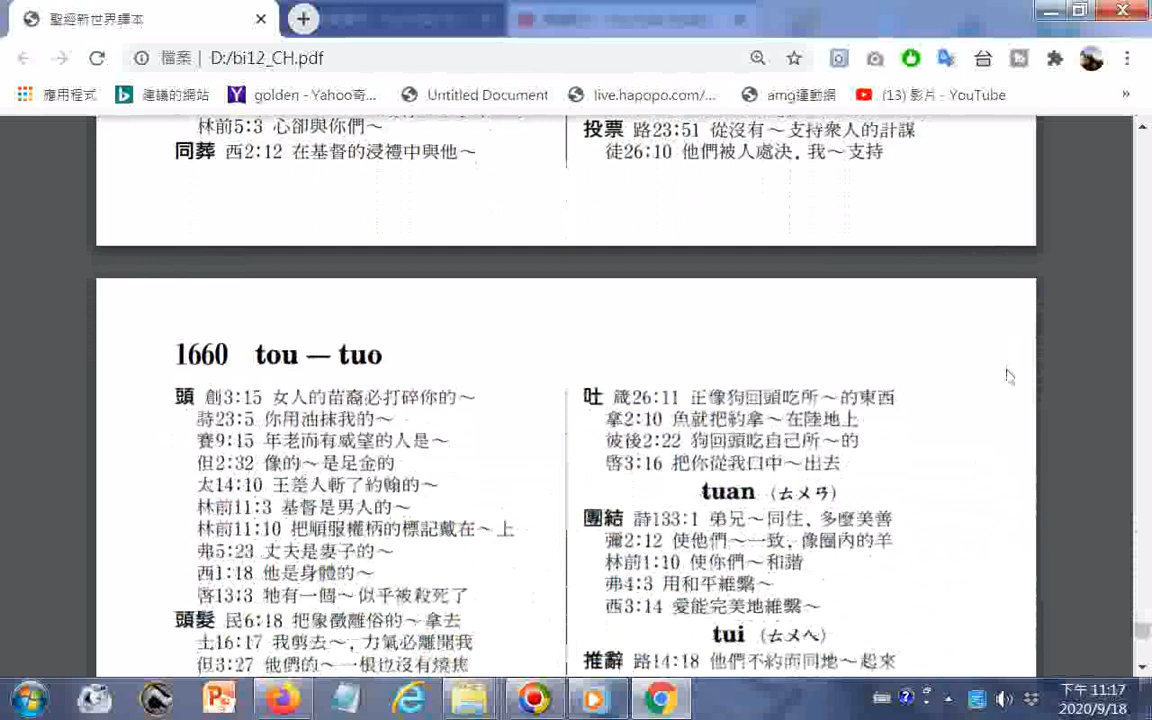 聖經新世界譯本
檔案 D:/bi12_CH.pdf
應用程式 建議的網站 golden - Yahoo奇... Untitled Document live.hapopo.com/... amg運動網 (13) 影片 - YouTube »
林前5:3 心卻與你們～
同葬 西2:12 在基督的浸禮中與他～
投票 路23:51 從沒有～支持眾人的計謀
徒26:10 他們被人處決，我～支持
1660 tou — tuo
頭 創3:15 女人的苗裔必打碎你的～
詩23:5 你用油抹我的～
賽9:15 年老而有威望的人是～
但2:32 像的～是足金的
太14:10 王差人斬了約翰的～
林前11:3 基督是男人的～
林前11:10 把順服權柄的標記戴在～上
弗5:23 丈夫是妻子的～
西1:18 他是身體的～
啓13:3 牠有一個～似乎被殺死了
頭髮 民6:18 把象徵離俗的～拿去
士16:17 我剪去～，力氣必離開我
但3:27 他們的～一根也沒有燒焦
吐 箴26:11 正像狗回頭吃所～的東西
拿2:10 魚就把約拿～在陸地上
彼後2:22 狗回頭吃自己所～的
啓3:16 把你從我口中～出去
tuan (ㄊㄨㄢ)
團結 詩133:1 弟兄～同住，多麼美善
彌2:12 使他們～一致，像圈內的羊
林前1:10 使你們～和諧
弗4:3 用和平維繫～
西3:14 愛能完美地維繫～
tui (ㄊㄨㄟ)
推辭 路14:18 他們不約而同地～起來
下午 11:17
2020/9/18